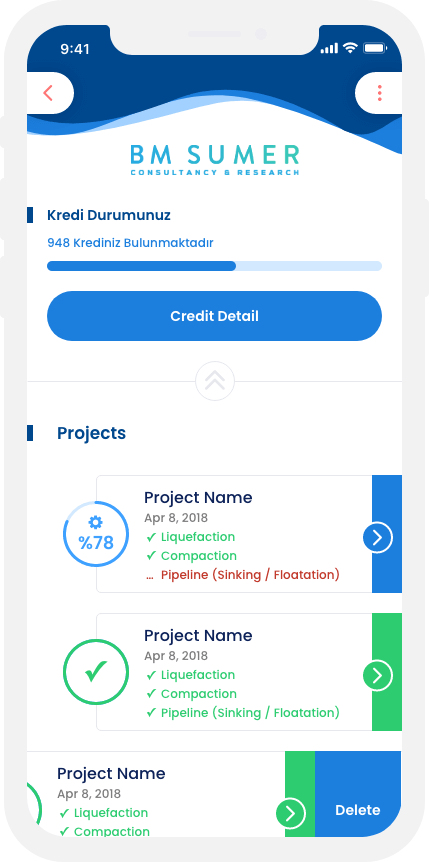 9:41
BM SUMER
CONSULTANCY & RESEARCH
Kredi Durumunuz
948 Krediniz Bulunmaktadır
Credit Detail
Projects
Project Name
Apr 8, 2018
✓ Liquefaction
✓ Compaction
... Pipeline (Sinking / Floatation)
%78
Project Name
Apr 8, 2018
✓ Liquefaction
✓ Compaction
✓ Pipeline (Sinking / Floatation)
Project Name
Apr 8, 2018
✓ Liquefaction
✓ Compaction
Delete